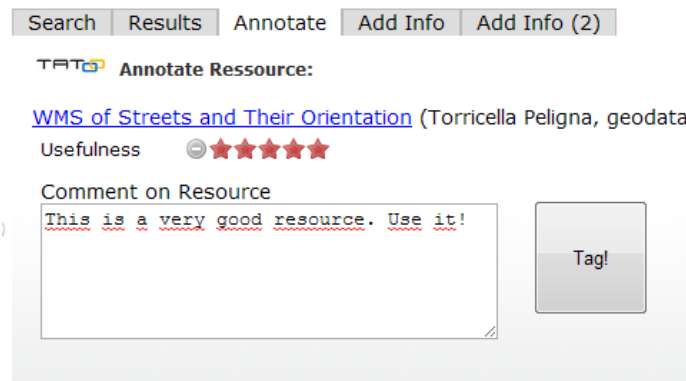 Search Results Annotate Add Info Add Info (2)
TATOO Annotate Ressource:
WMS of Streets and Their Orientation (Torricella Peligna, geodata
Usefulness
Comment on Resource
This is a very good resource. Use it!
Tag!